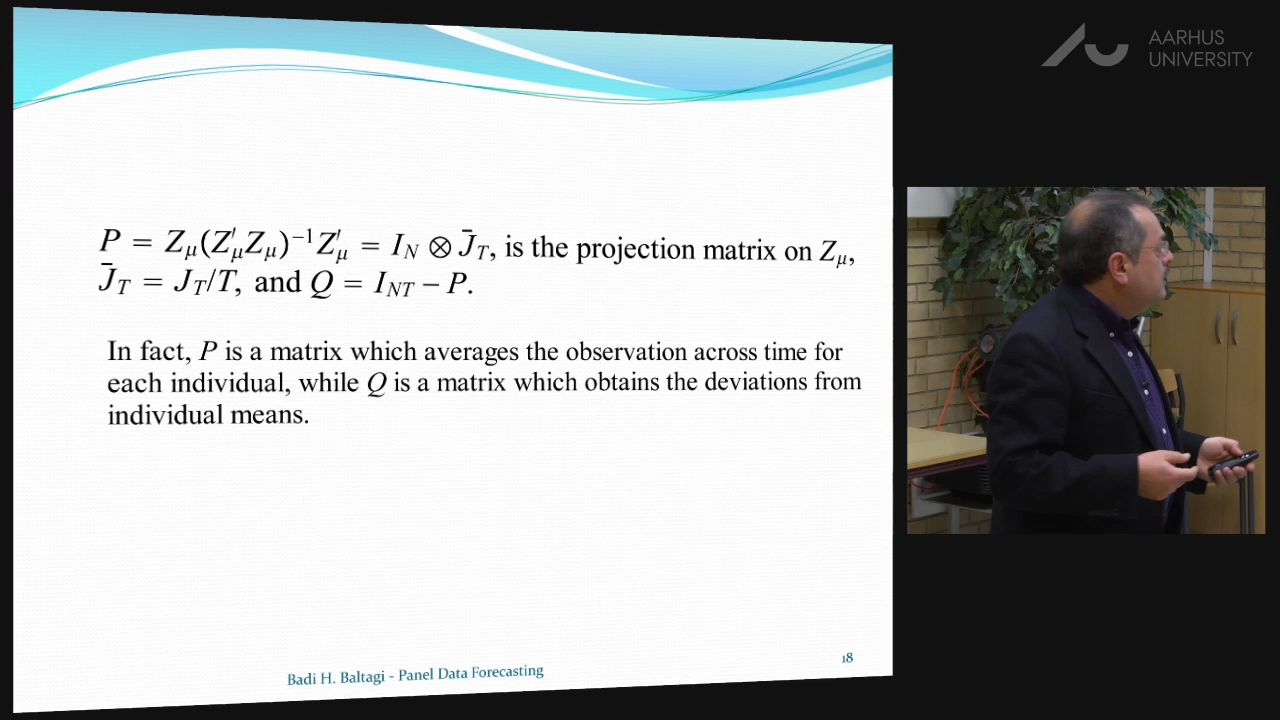 AARHUS
UNIVERSITY
P = Z_μ(Z′_μZ_μ)⁻¹Z′_μ = I_N ⊗ J̄_T, is the projection matrix on Z_μ,
J̄_T = J_T/T, and Q = I_NT − P.
In fact, P is a matrix which averages the observation across time for
each individual, while Q is a matrix which obtains the deviations from
individual means.
Badi H. Baltagi - Panel Data Forecasting
18